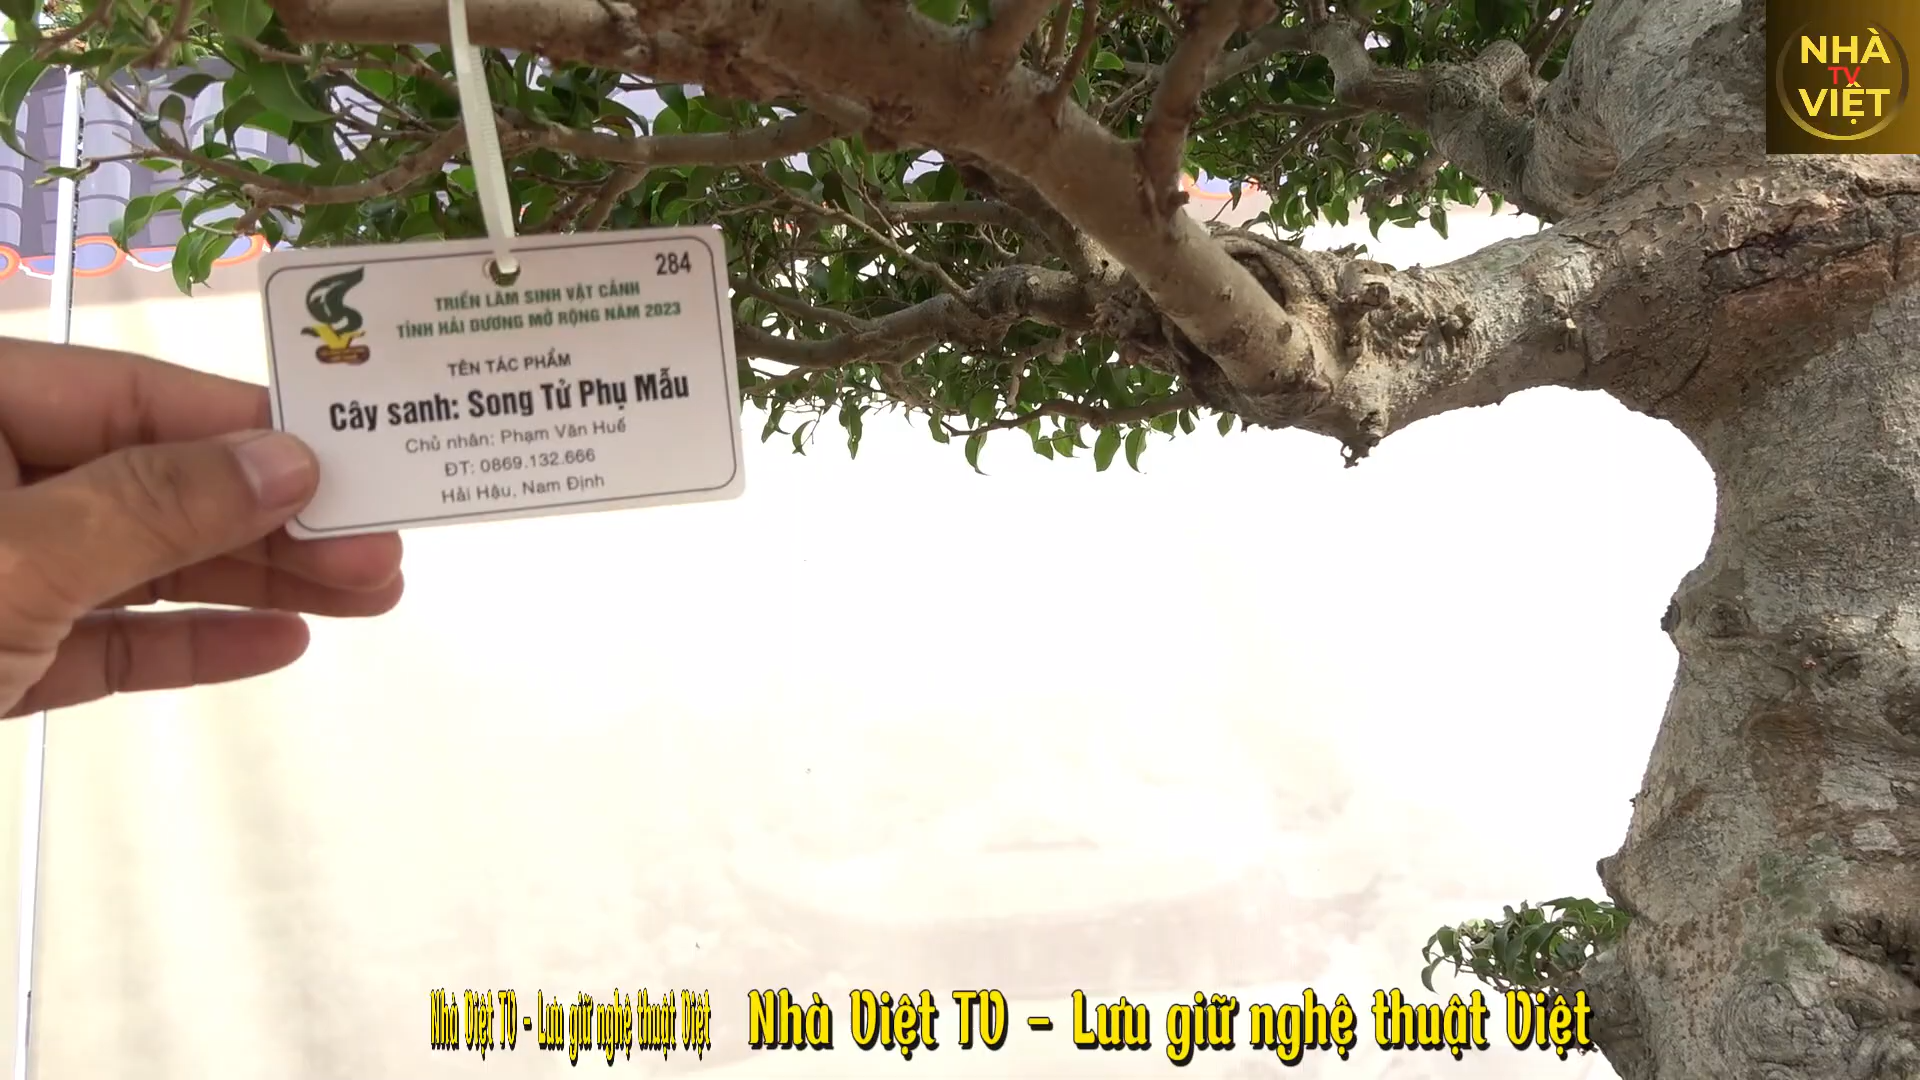 NHÀ
TV
VIỆT
284
TRIỂN LÃM SINH VẬT CẢNH
TỈNH HẢI DƯƠNG MỞ RỘNG NĂM 2023
TÊN TÁC PHẨM
Cây sanh: Song Tử Phụ Mẫu
Chủ nhân: Phạm Văn Huế
ĐT: 0869.132.666
Hải Hậu, Nam Định
Nhà Việt TV - Lưu giữ nghệ thuật Việt
Nhà Việt TV - Lưu giữ nghệ thuật Việt